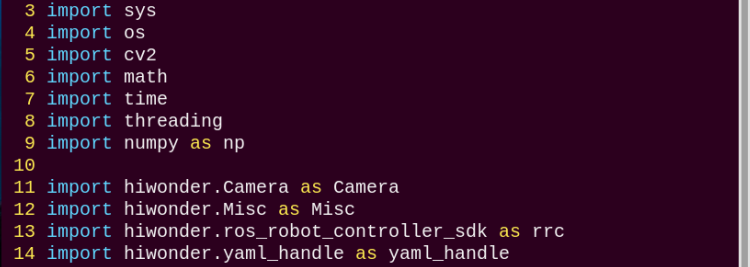 3 import sys
4 import os
5 import cv2
6 import math
7 import time
8 import threading
9 import numpy as np
10
11 import hiwonder.Camera as Camera
12 import hiwonder.Misc as Misc
13 import hiwonder.ros_robot_controller_sdk as rrc
14 import hiwonder.yaml_handle as yaml_handle